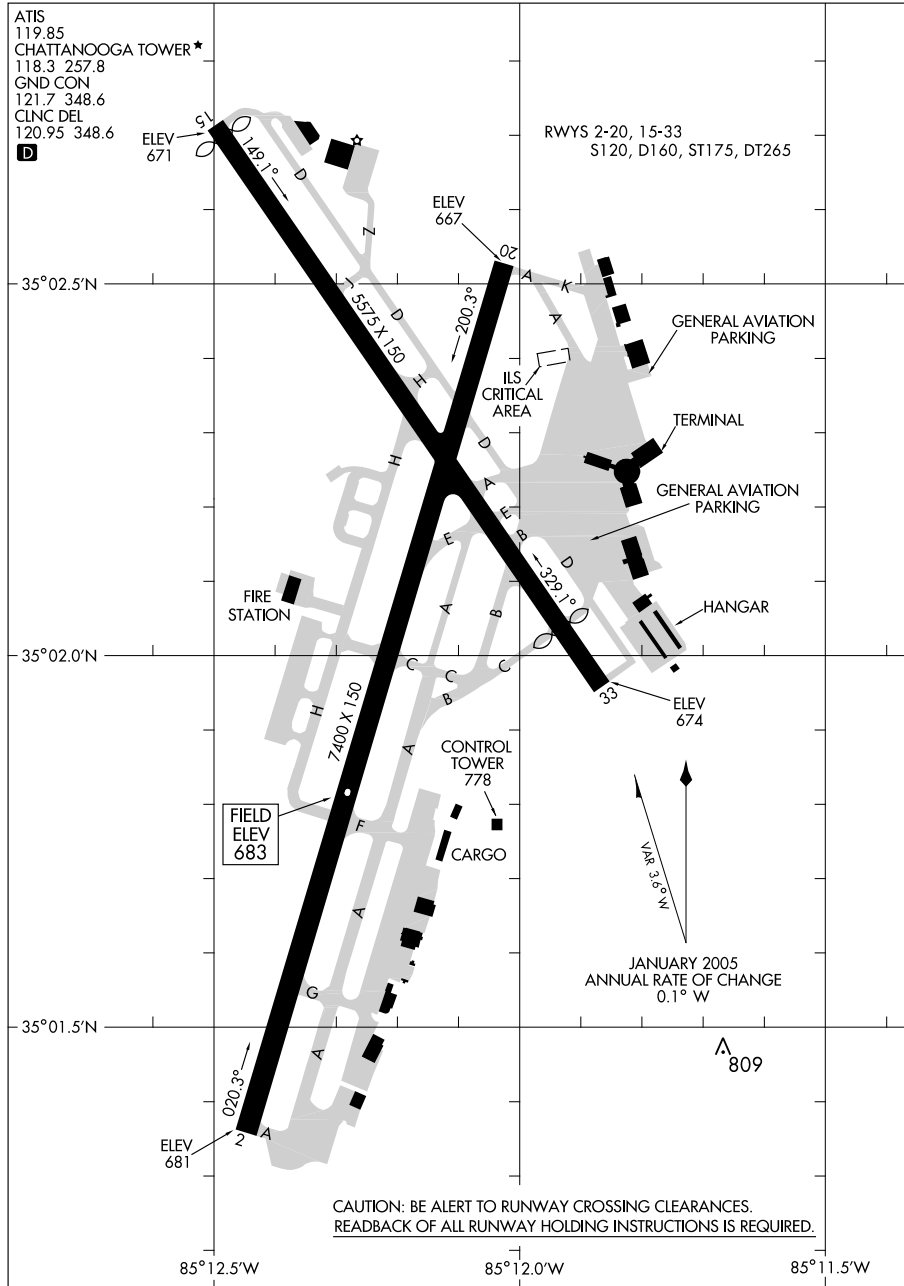 ATIS
119.85
CHATTANOOGA TOWER
118.3 257.8
GND CON
121.7 348.6
CLNC DEL
120.95 348.6
D
RWYS 2-20, 15-33
S120, D160, ST175, DT265
15
ELEV
671
149.1°
D
N
ELEV
667
20
A
K
35°02.5'N
J
5575 X 150
D
200.3°
A
GENERAL AVIATION
PARKING
H
ILS
CRITICAL
AREA
TERMINAL
H
D
A
E
B
GENERAL AVIATION
PARKING
E
D
329.1°
FIRE
STATION
A
B
HANGAR
35°02.0'N
C
C
C
B
33
ELEV
674
H
7400 X 150
A
CONTROL
TOWER
778
FIELD
ELEV
683
F
CARGO
VAR 3.6° W
A
JANUARY 2005
ANNUAL RATE OF CHANGE
0.1° W
G
35°01.5'N
A
809
020.3°
ELEV
681
2
A
CAUTION: BE ALERT TO RUNWAY CROSSING CLEARANCES.
READBACK OF ALL RUNWAY HOLDING INSTRUCTIONS IS REQUIRED.
85°12.5'W
85°12.0'W
85°11.5'W